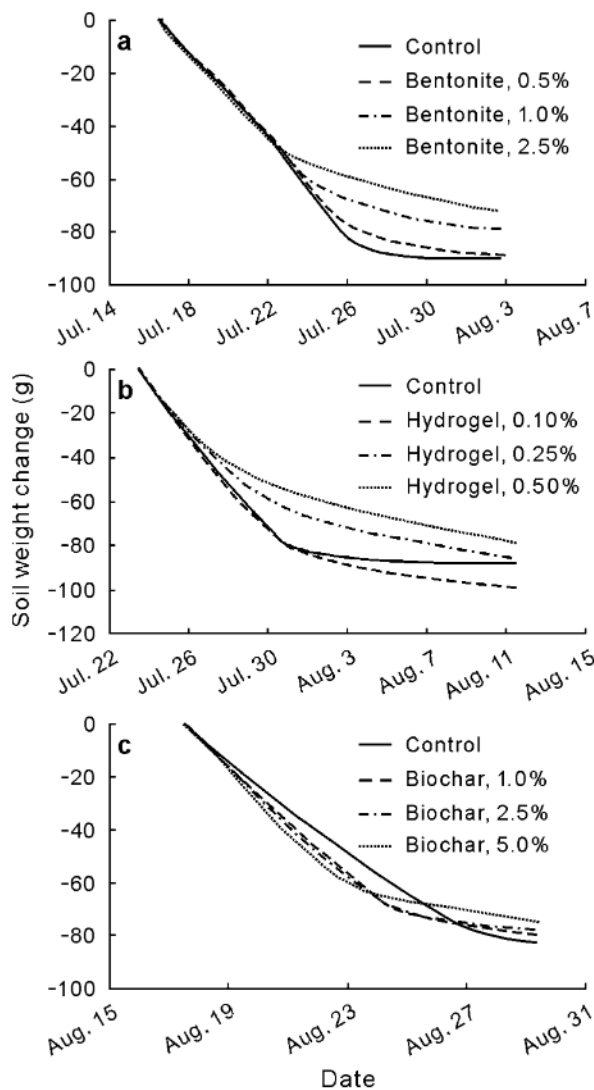 a
0
-20
-40
-60
-80
-100
Control
Bentonite, 0.5%
Bentonite, 1.0%
Bentonite, 2.5%
Jul. 14
Jul. 18
Jul. 22
Jul. 26
Jul. 30
Aug. 3
Aug. 7
b
0
-20
-40
-60
-80
-100
-120
Control
Hydrogel, 0.10%
Hydrogel, 0.25%
Hydrogel, 0.50%
Jul. 22
Jul. 26
Jul. 30
Aug. 3
Aug. 7
Aug. 11
Aug. 15
Soil weight change (g)
c
0
-20
-40
-60
-80
-100
Control
Biochar, 1.0%
Biochar, 2.5%
Biochar, 5.0%
Aug. 15
Aug. 19
Aug. 23
Aug. 27
Aug. 31
Date